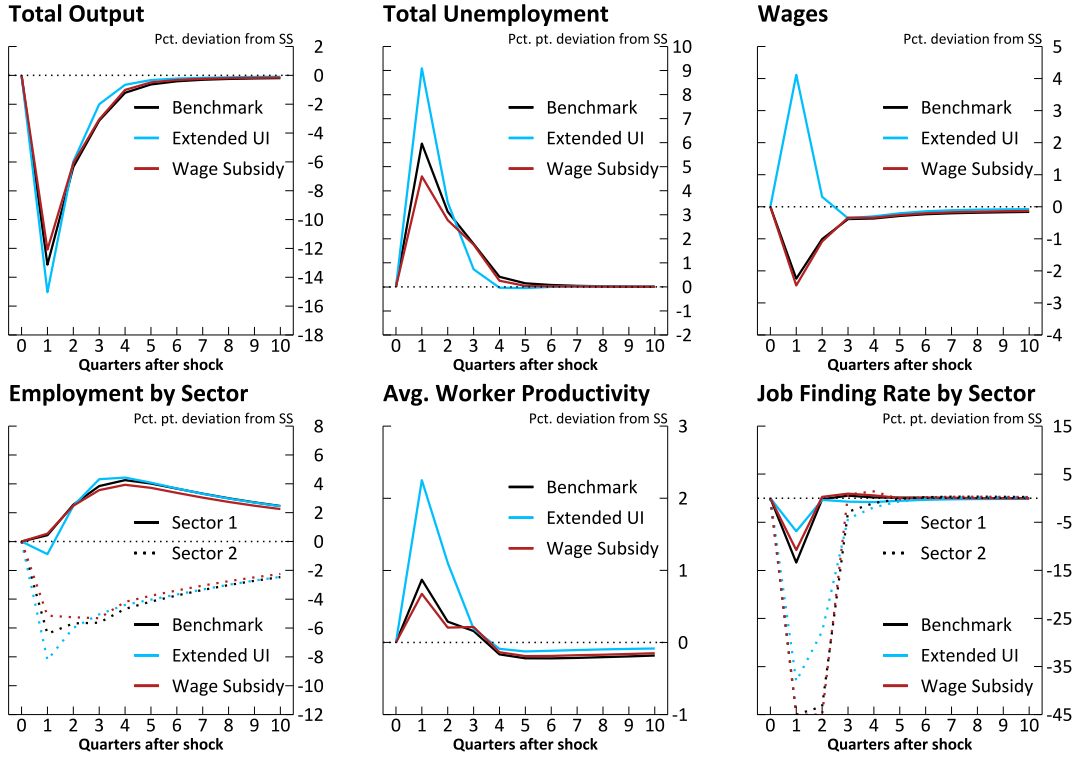 Total Output
Pct. deviation from SS
2
0
-2
-4
-6
-8
-10
-12
-14
-16
-18
Benchmark
Extended UI
Wage Subsidy
0 1 2 3 4 5 6 7 8 9 10
Quarters after shock
Total Unemployment
Pct. pt. deviation from SS
10
9
8
7
6
5
4
3
2
1
0
-1
-2
Benchmark
Extended UI
Wage Subsidy
0 1 2 3 4 5 6 7 8 9 10
Quarters after shock
Wages
Pct. deviation from SS
5
4
3
2
1
0
-1
-2
-3
-4
Benchmark
Extended UI
Wage Subsidy
0 1 2 3 4 5 6 7 8 9 10
Quarters after shock
Employment by Sector
Pct. pt. deviation from SS
8
6
4
2
0
-2
-4
-6
-8
-10
-12
Sector 1
Sector 2
Benchmark
Extended UI
Wage Subsidy
0 1 2 3 4 5 6 7 8 9 10
Quarters after shock
Avg. Worker Productivity
Pct. deviation from SS
3
2
1
0
-1
Benchmark
Extended UI
Wage Subsidy
0 1 2 3 4 5 6 7 8 9 10
Quarters after shock
Job Finding Rate by Sector
Pct. pt. deviation from SS
15
5
-5
-15
-25
-35
-45
Sector 1
Sector 2
Benchmark
Extended UI
Wage Subsidy
0 1 2 3 4 5 6 7 8 9 10
Quarters after shock